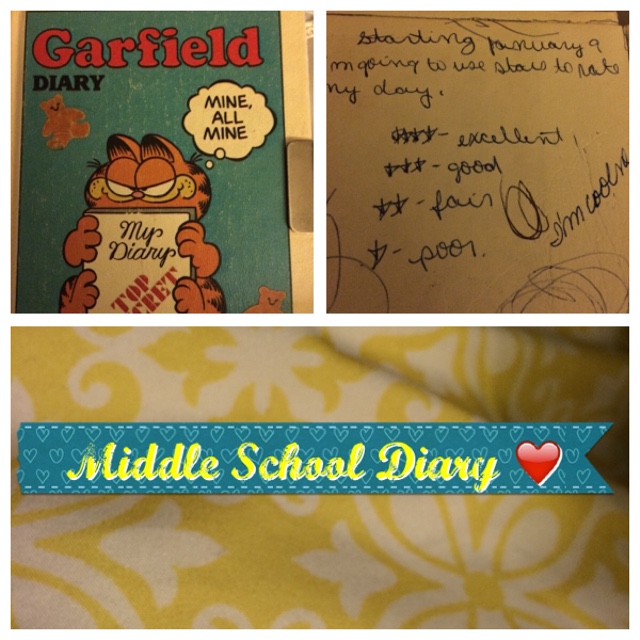 Garfield
DIARY
MINE,
ALL
MINE
My
Diary
TOP
SECRET
starting january 9
m going to use stars to rate
my day.
- excellent!
- good
- fair
- poor.
I'm cool
Middle School Diary